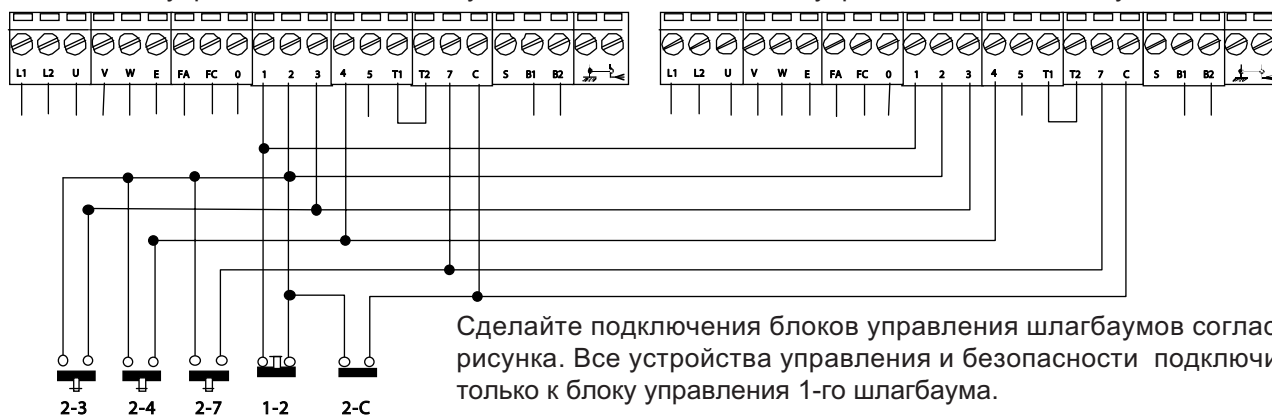 L1 L2 U V W E FA FC 0 1 2 3 4 5 T1 T2 7 C S B1 B2
L1 L2 U V W E FA FC 0 1 2 3 4 5 T1 T2 7 C S B1 B2
Сделайте подключения блоков управления шлагбаумов
рисунка. Все устройства управления и безопасности
только к блоку управления 1-го шлагбаума.
2-3 2-4 2-7 1-2 2-C